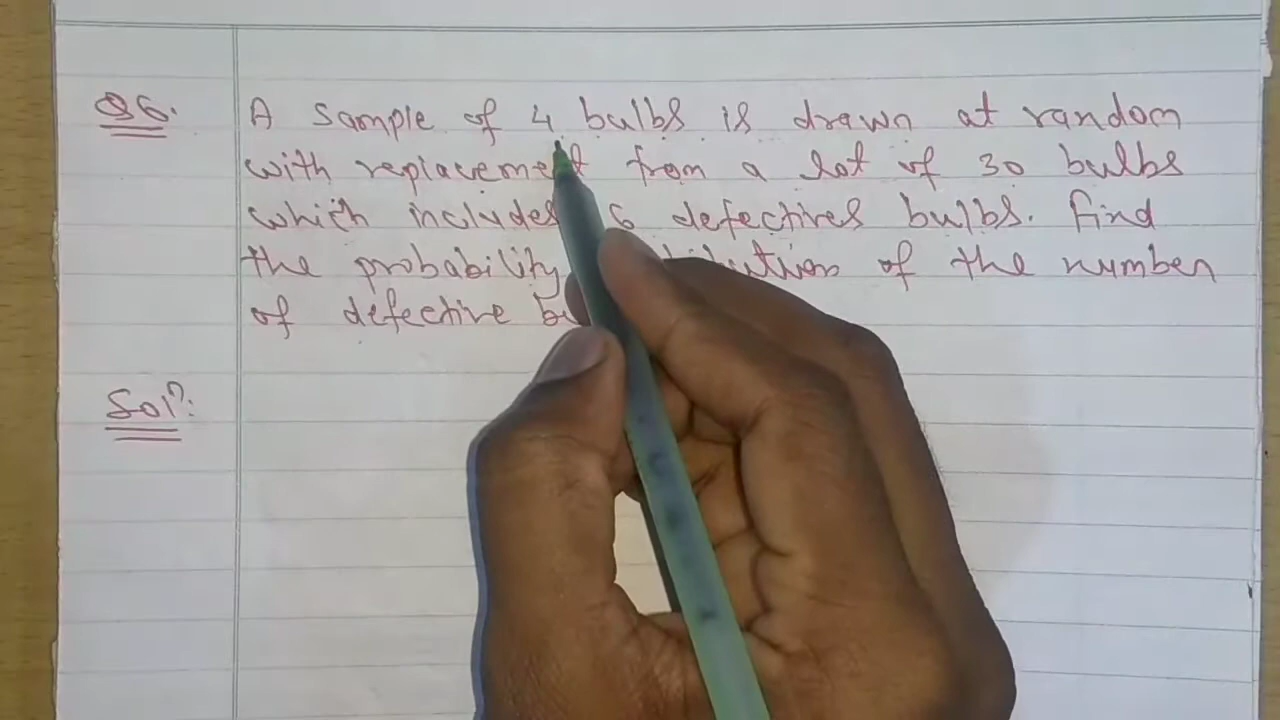 Q6.
A sample of 4 bulbs is drawn at random
with replacement from a lot of 30 bulbs
which includes 6 defectives bulbs. Find
the probability of the number
of defective
Solⁿ: